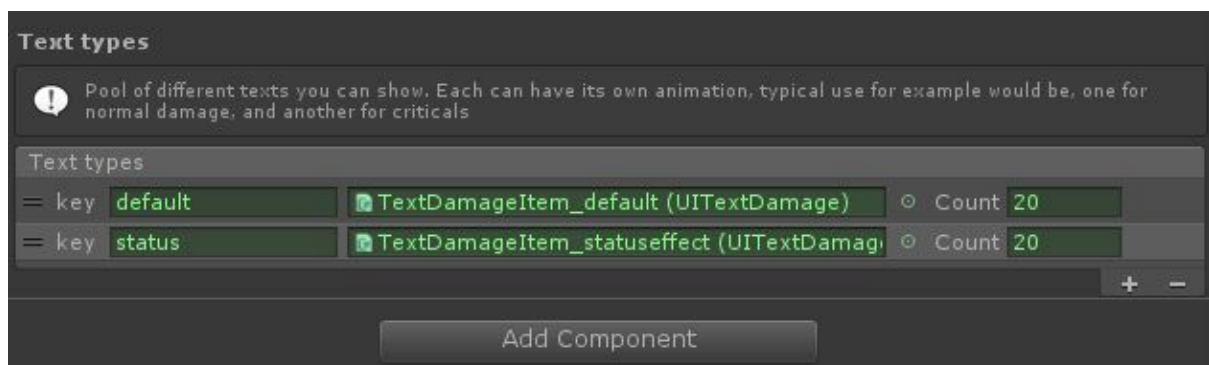 Text types
Pool of different texts you can show. Each can have its own animation, typical use for example would be, one for
normal damage, and another for criticals
Text types
= key default TextDamageItem_default (UITextDamage) Count 20
= key status TextDamageItem_statuseffect (UITextDamag Count 20
+ −
Add Component